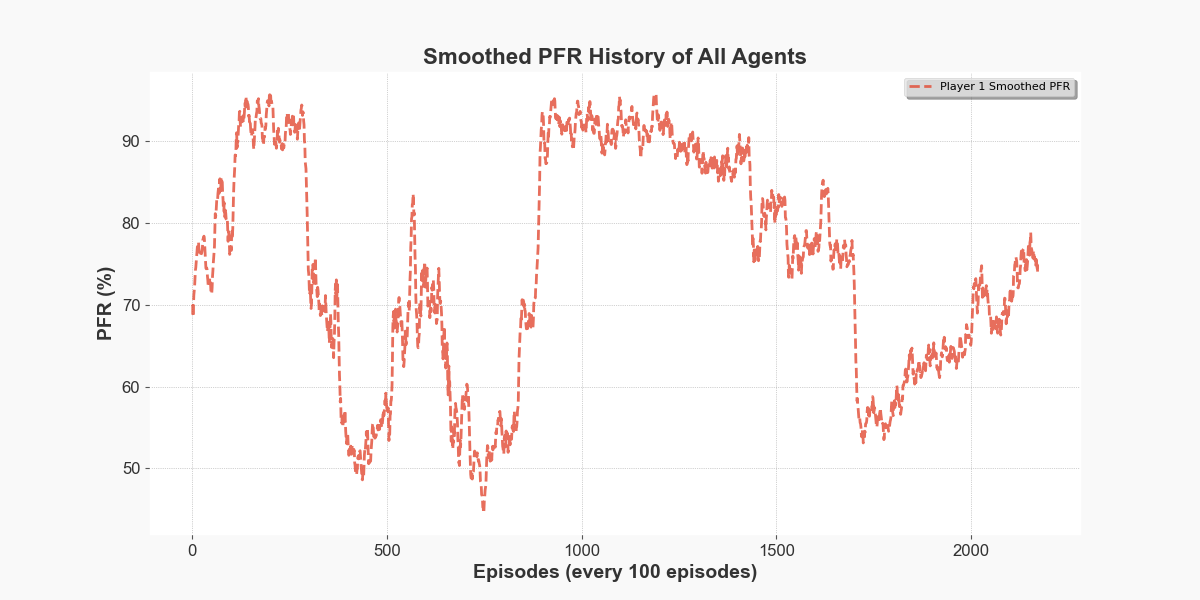 Smoothed PFR History of All Agents
Player 1 Smoothed PFR
PFR (%)
90
80
70
60
50
0
500
1000
1500
2000
Episodes (every 100 episodes)